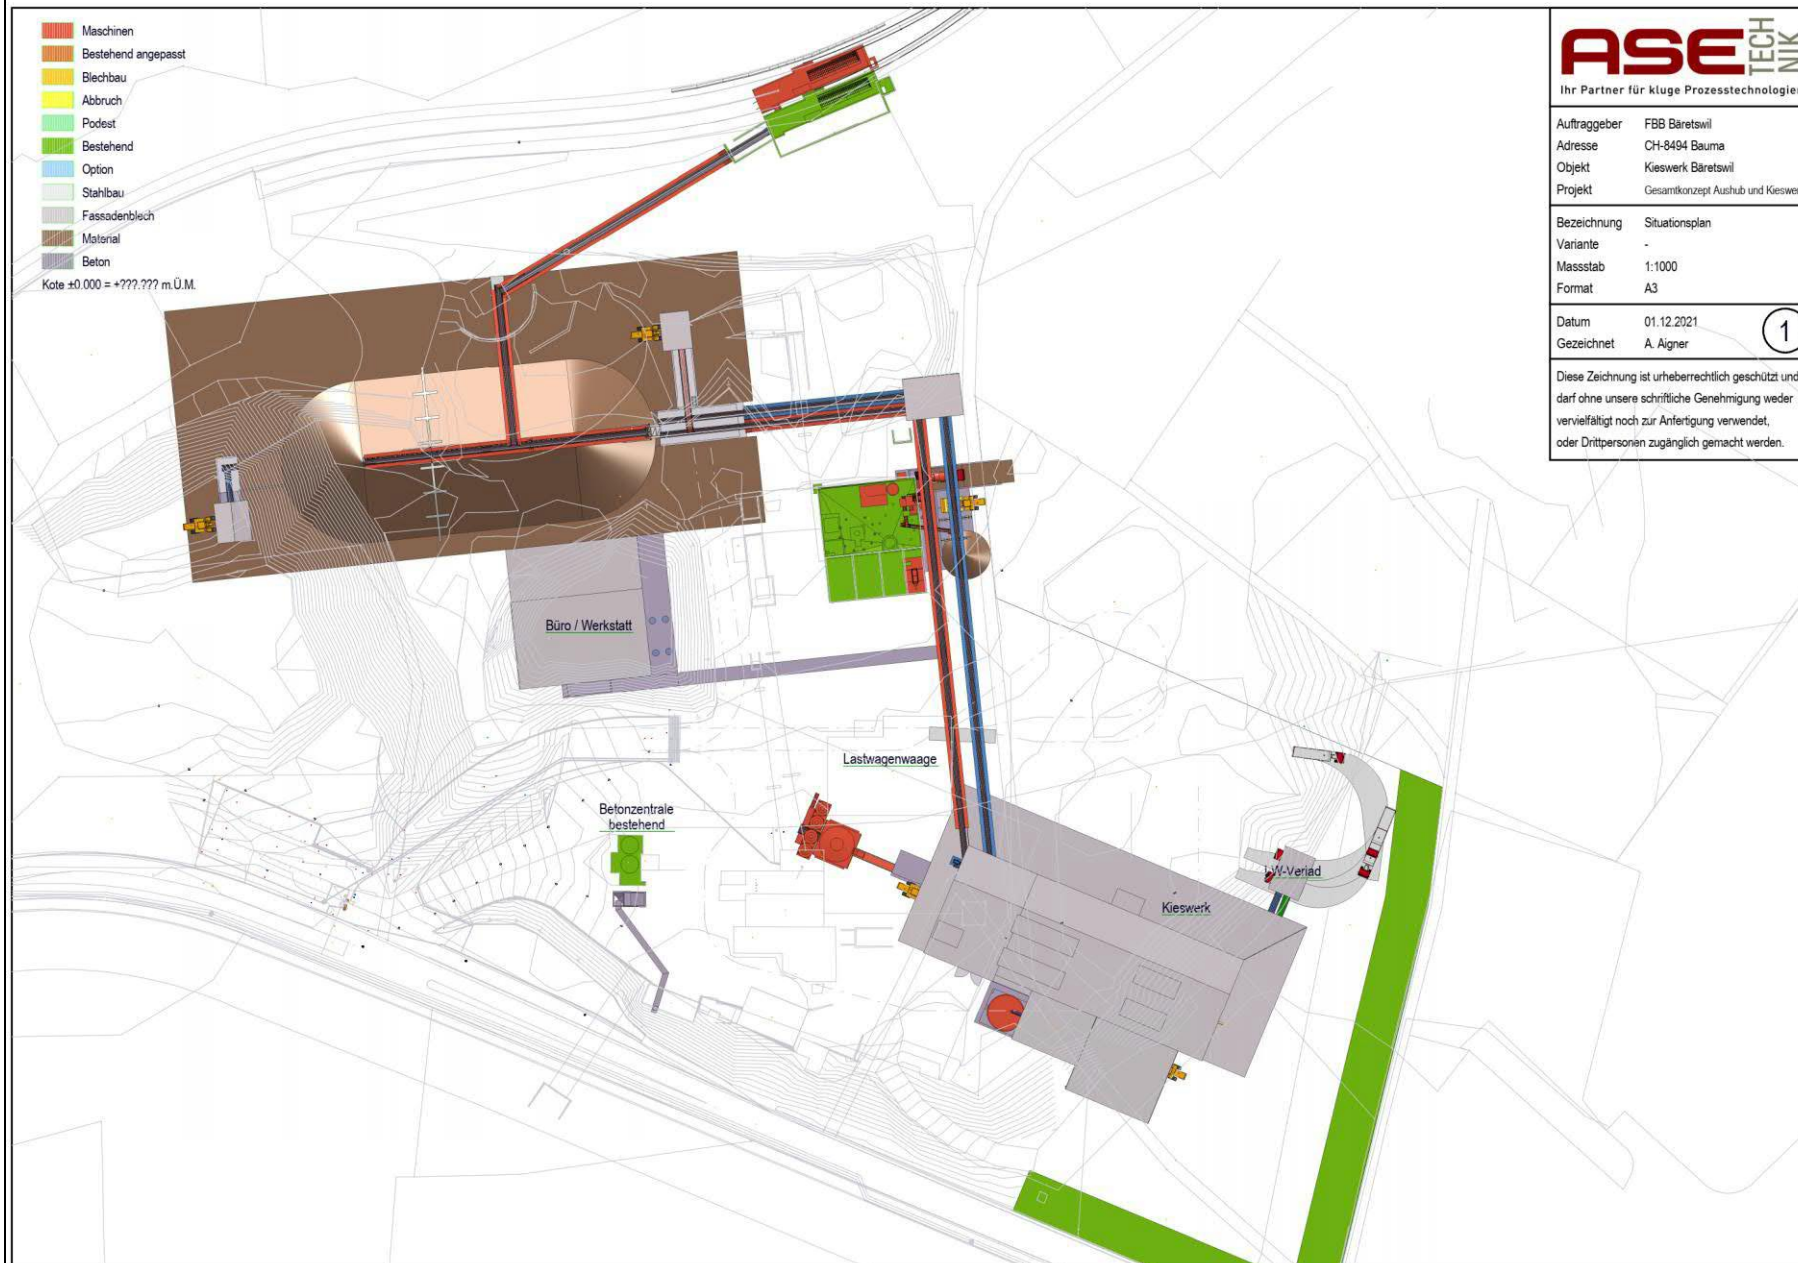 Maschinen
Bestehend angepasst
Blechbau
Abbruch
Podest
Bestehend
Option
Stahlbau
Fassadenblech
Material
Beton
Kote ±0.000 = +???.??? m.Ü.M.
ASE TECH NIK
Ihr Partner für kluge Prozesstechnologie
Auftraggeber FBB Bäretswil
Adresse CH-8494 Bauma
Objekt Kieswerk Bäretswil
Projekt Gesamtkonzept Aushub und Kieswer
Bezeichnung Situationsplan
Variante -
Massstab 1:1000
Format A3
Datum 01.12.2021
Gezeichnet A. Aigner
1
Diese Zeichnung ist urheberrechtlich geschützt und
darf ohne unsere schriftliche Genehmigung weder
vervielfältigt noch zur Anfertigung verwendet,
oder Drittpersonen zugänglich gemacht werden.
Büro / Werkstatt
Lastwagenwaage
Betonzentrale
bestehend
LW-Verlad
Kieswerk